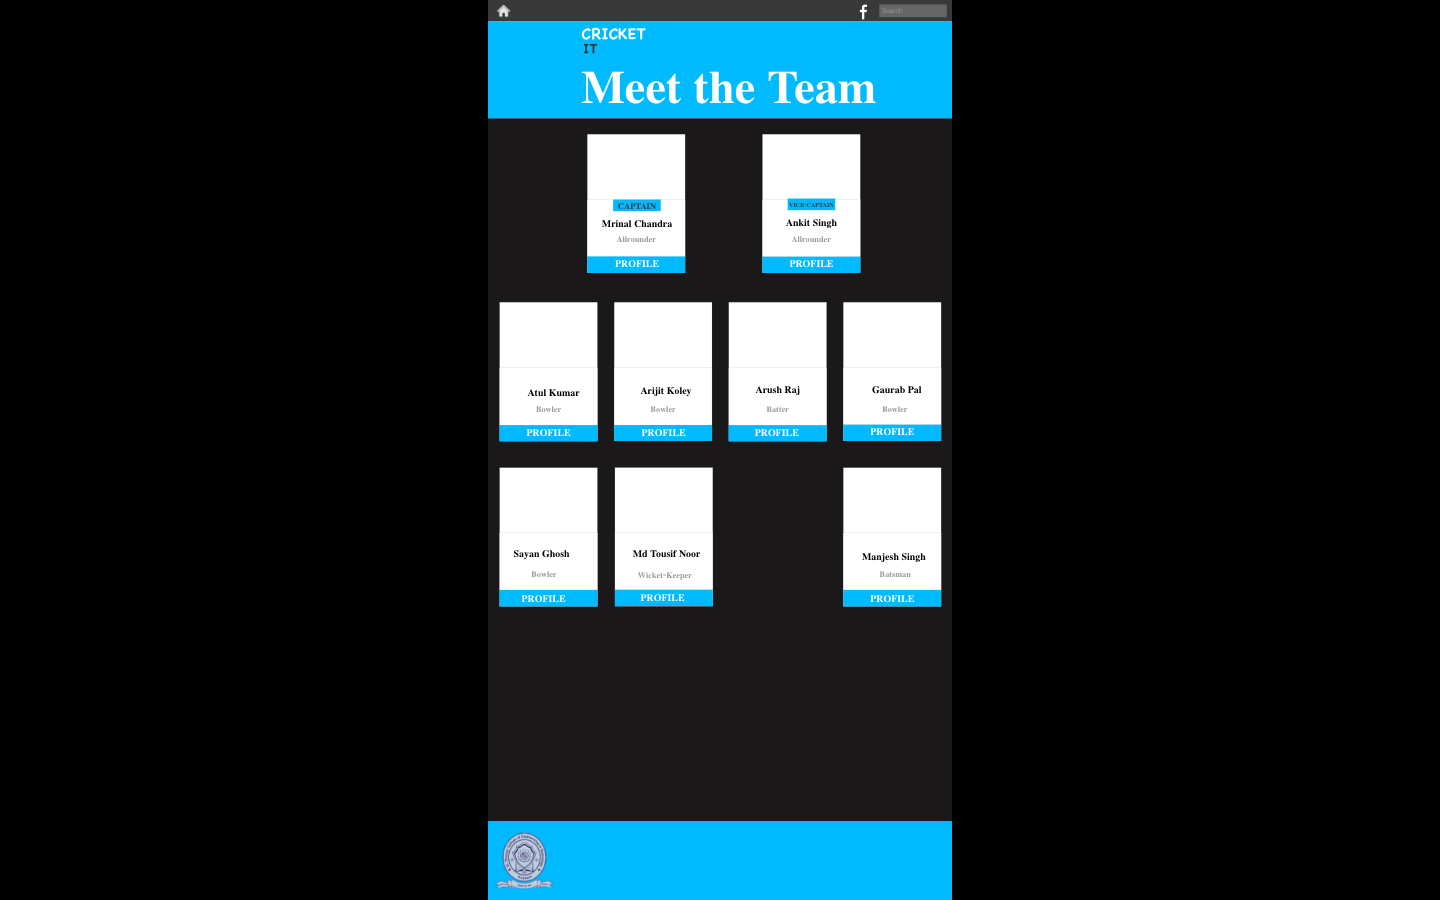 Search
CRICKET
IT
Meet the Team
CAPTAIN
Mrinal Chandra
Allrounder
PROFILE
VICE-CAPTAIN
Ankit Singh
Allrounder
PROFILE
Atul Kumar
Bowler
PROFILE
Arijit Koley
Bowler
PROFILE
Arush Raj
Batter
PROFILE
Gaurab Pal
Bowler
PROFILE
Sayan Ghosh
Bowler
PROFILE
Md Tousif Noor
Wicket-Keeper
PROFILE
Manjesh Singh
Batsman
PROFILE